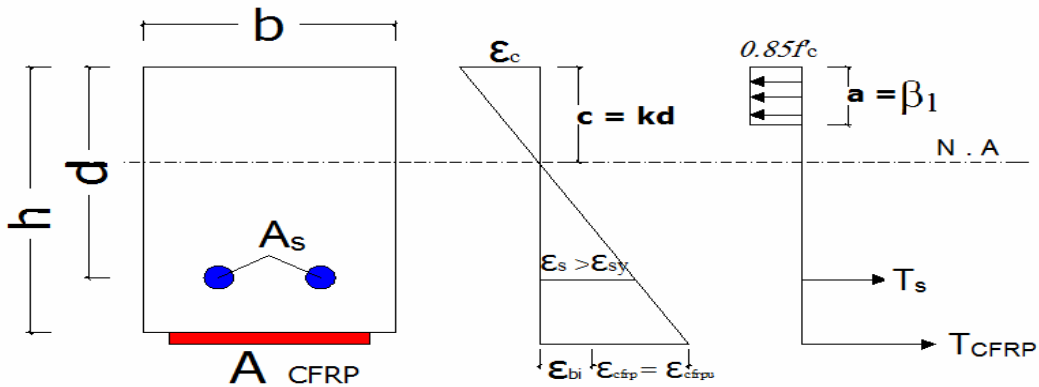 b
h
d
As
A CFRP
εc
c = kd
εs >εsy
εbi εcfrp = εcfrpu
0.85f'c
a = β1
N . A
Ts
TCFRP